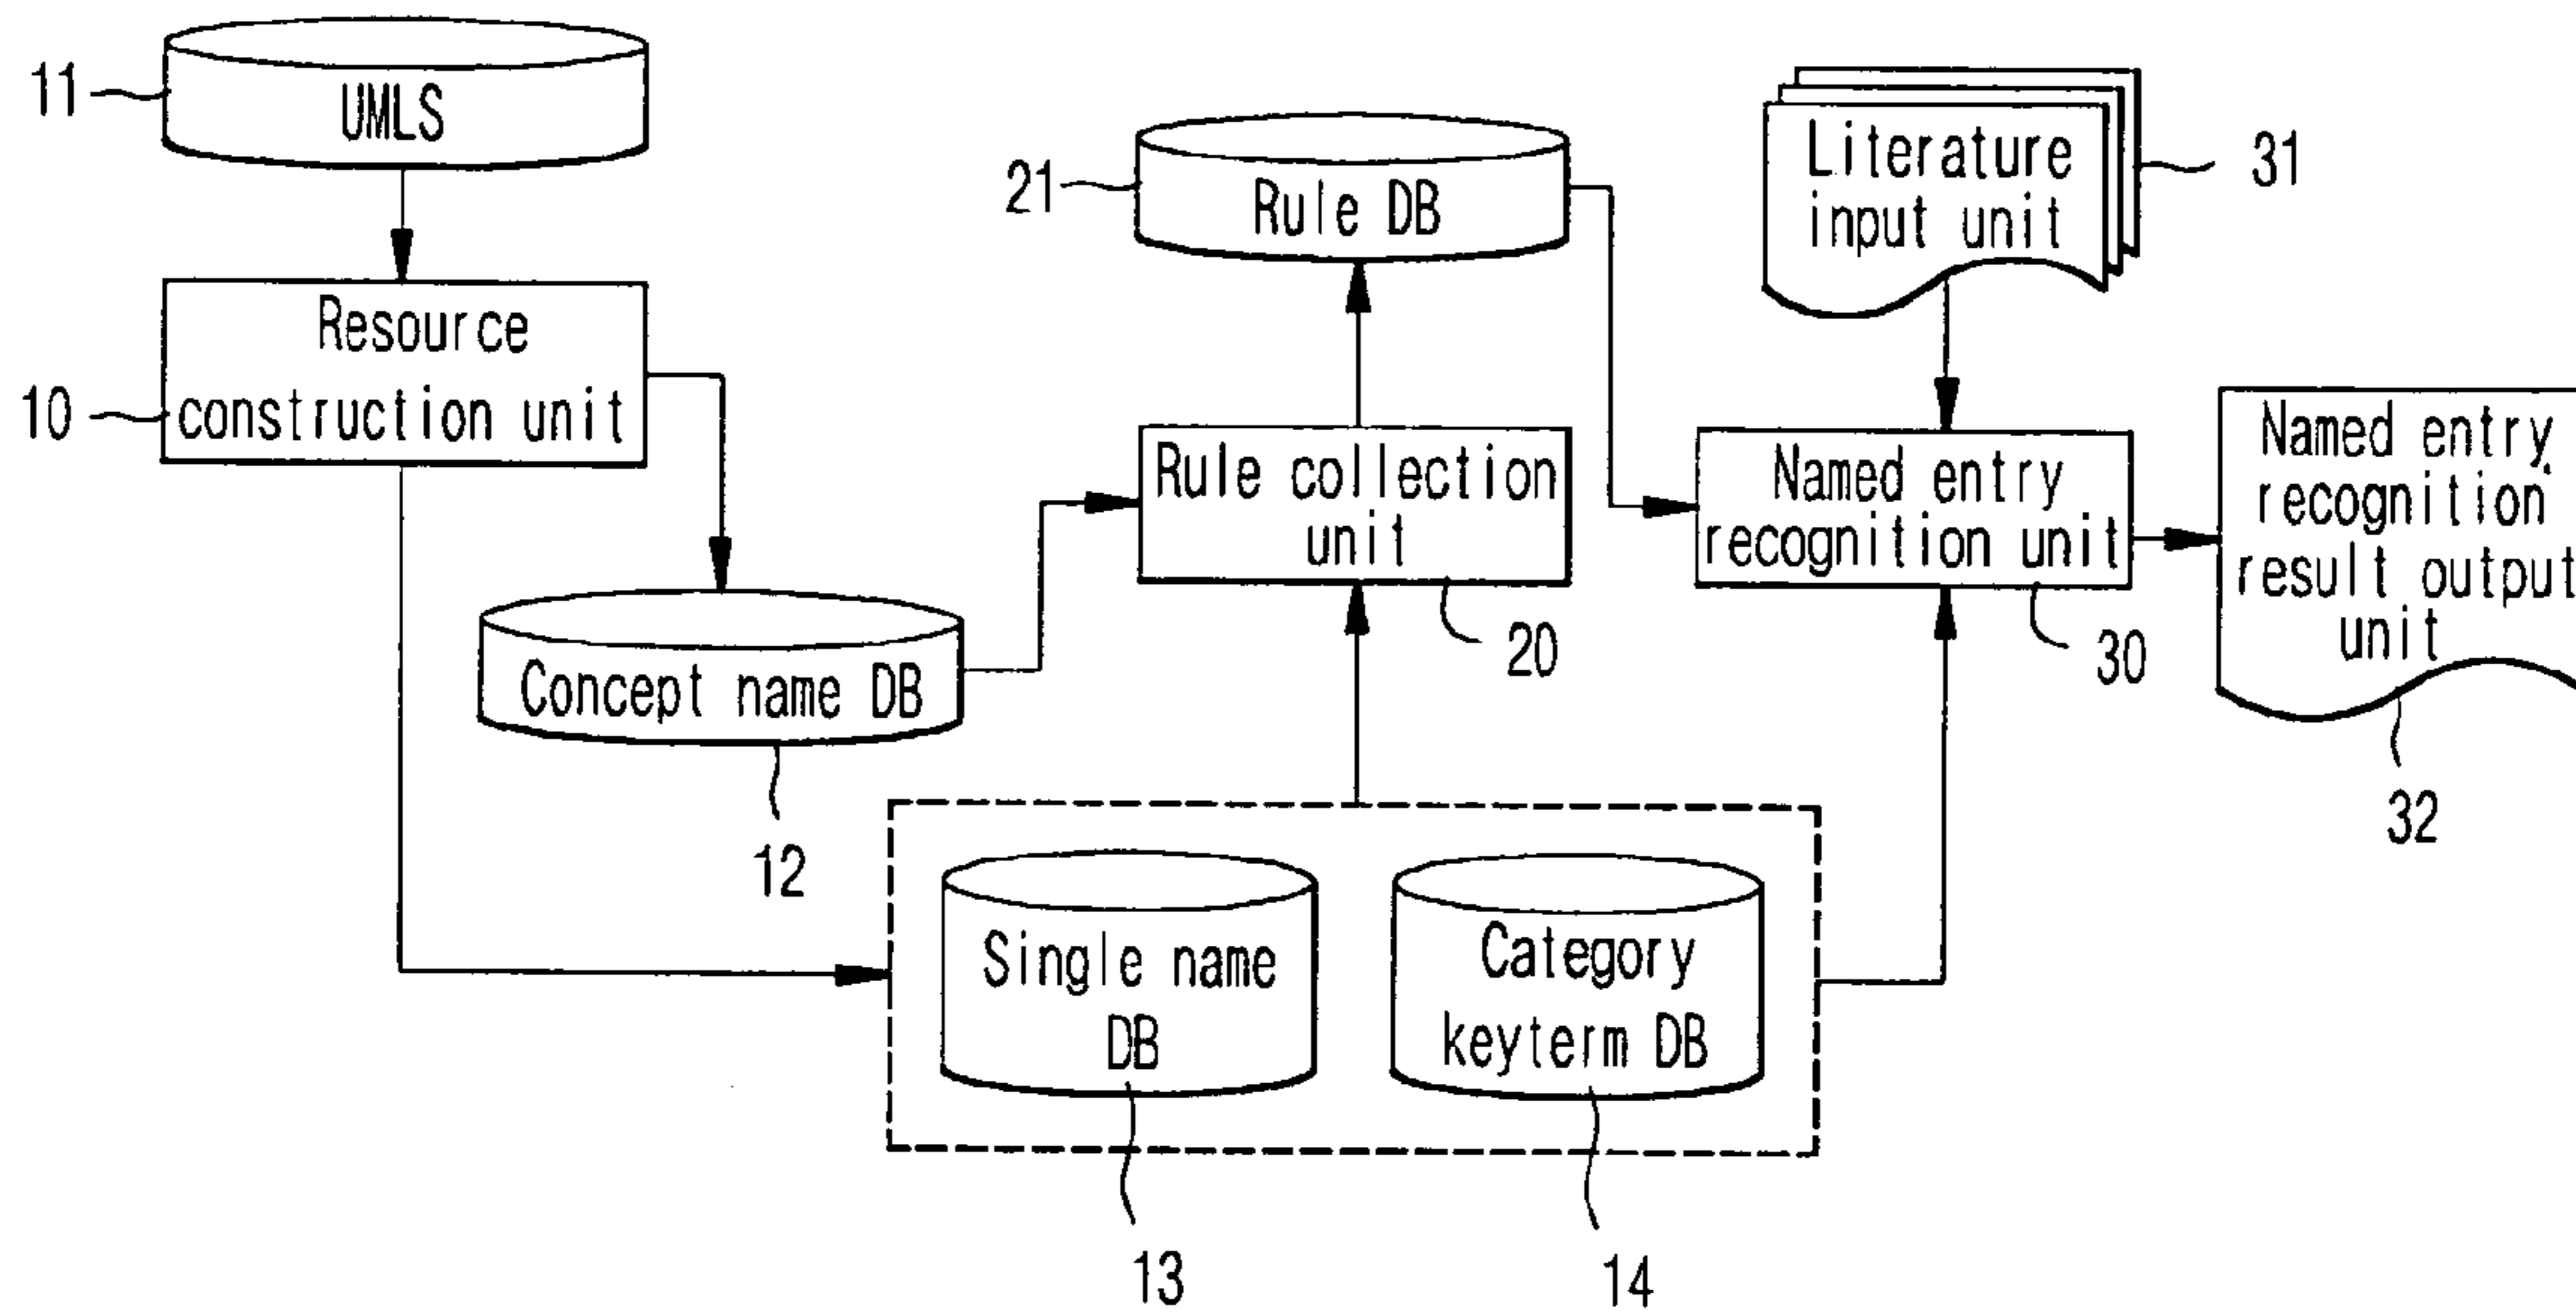 11
UMLS
Resource
construction unit
10
Concept name DB
12
21
Rule DB
Rule collection
unit
20
Single name
DB
13
Category
keyterm DB
14
Literature
input unit
31
Named entry
recognition unit
30
Named entry
recognition
result output
unit
32